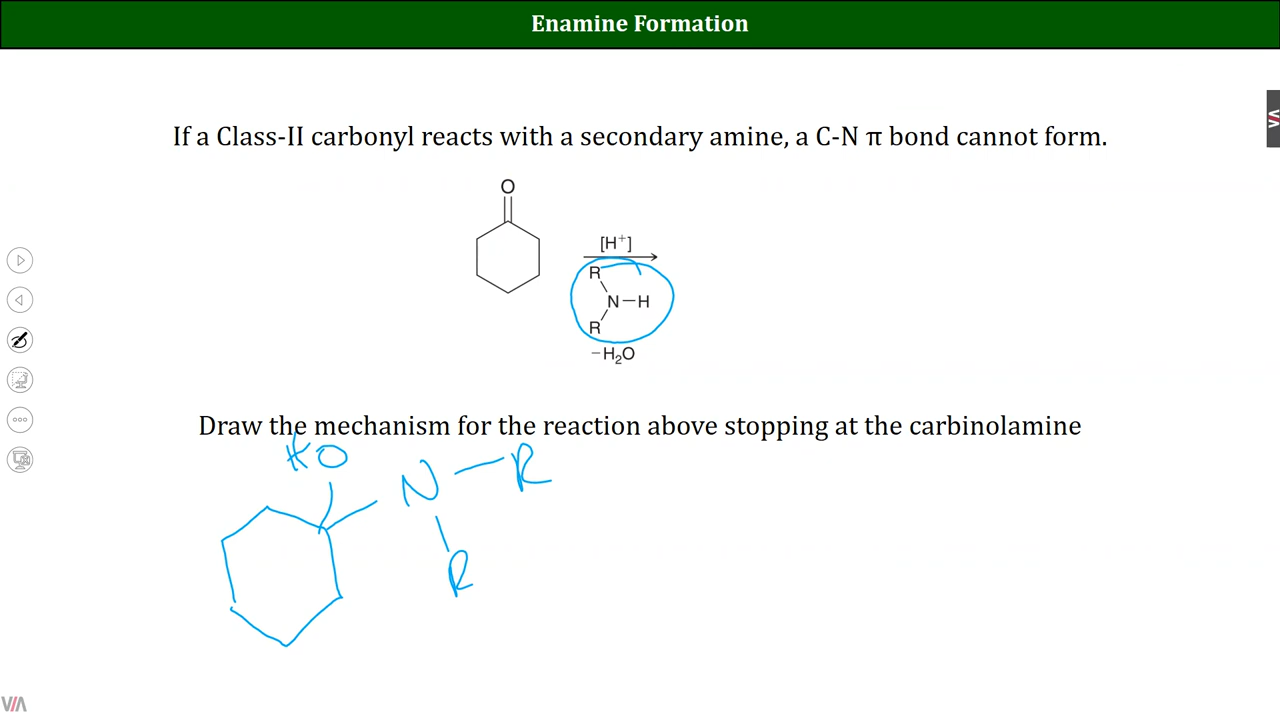 Enamine Formation
If a Class-II carbonyl reacts with a secondary amine, a C-N π bond cannot form.
O
[H⁺]
R
N−H
R
−H₂O
Draw the mechanism for the reaction above stopping at the carbinolamine
HO
N−R
R
VIA